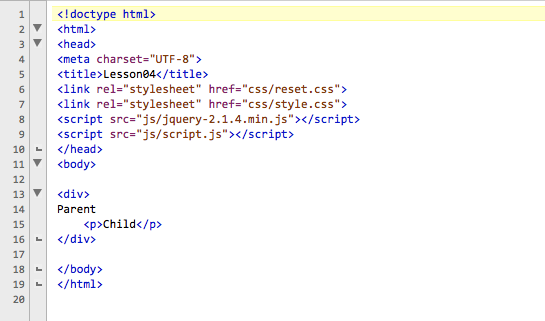 1 <!doctype html>
2 <html>
3 <head>
4 <meta charset="UTF-8">
5 <title>Lesson04</title>
6 <link rel="stylesheet" href="css/reset.css">
7 <link rel="stylesheet" href="css/style.css">
8 <script src="js/jquery-2.1.4.min.js"></script>
9 <script src="js/script.js"></script>
10 </head>
11 <body>
12
13 <div>
14 Parent
15     <p>Child</p>
16 </div>
17
18 </body>
19 </html>
20